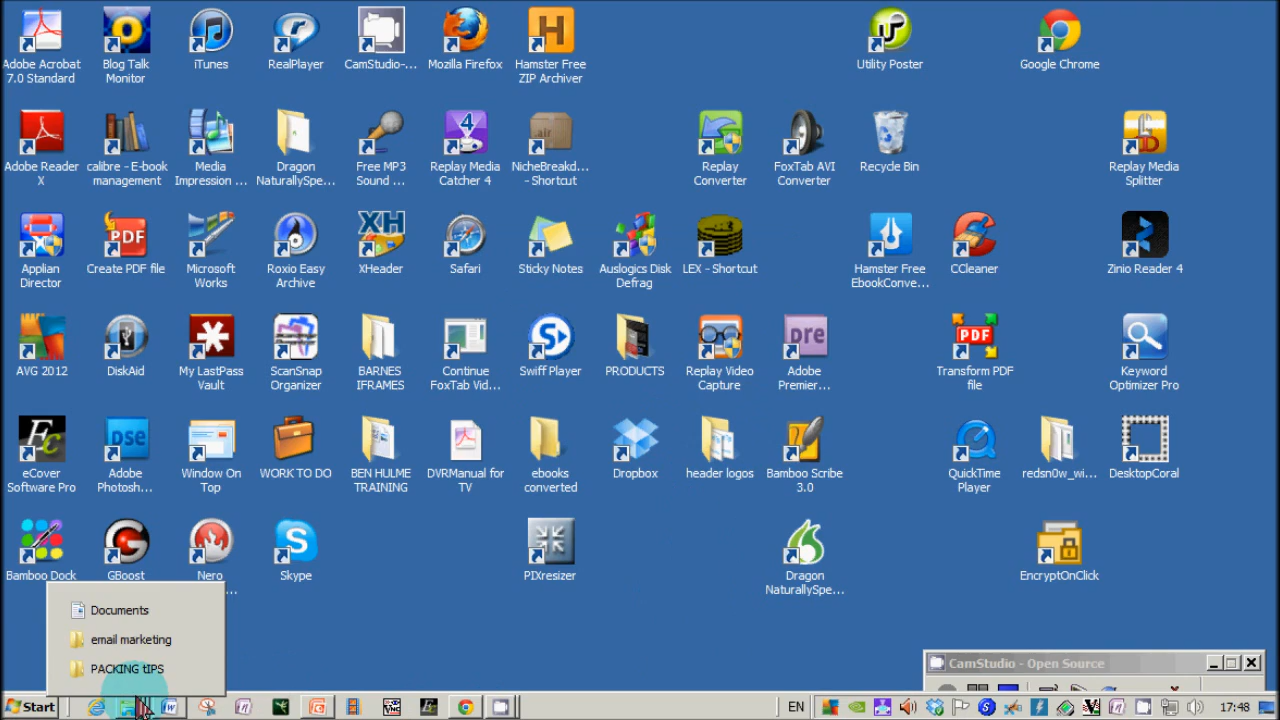 Adobe Acrobat
7.0 Standard
Blog Talk
Monitor
iTunes
RealPlayer
CamStudio-...
Mozilla Firefox
Hamster Free
ZIP Archiver
Utility Poster
Google Chrome
Adobe Reader
X
calibre - E-book
management
Media
Impression ...
Dragon
NaturallySpe...
Free MP3
Sound ...
4
Replay Media
Catcher 4
air
NicheBreakd...
- Shortcut
Replay
Converter
FoxTab AVI
Converter
Recycle Bin
Replay Media
Splitter
Applian
Director
PDF
Create PDF file
Microsoft
Works
Roxio Easy
Archive
XH
XHeader
Safari
Sticky Notes
Auslogics Disk
Defrag
LEX - Shortcut
Hamster Free
EbookConve...
CCleaner
Zinio Reader 4
AVG 2012
DiskAid
My LastPass
Vault
ScanSnap
Organizer
BARNES
IFRAMES
Continue
FoxTab Vid...
Swiff Player
PRODUCTS
Replay Video
Capture
pre
Adobe
Premier...
PDF
Transform PDF
file
Keyword
Optimizer Pro
eCover
Software Pro
pse
Adobe
Photosh...
Window On
Top
WORK TO DO
BEN HULME
TRAINING
DVRManual for
TV
ebooks
converted
Dropbox
header logos
Bamboo Scribe
3.0
QuickTime
Player
redsn0w_wi...
DesktopCoral
Bamboo Dock
GBoost
Nero
Skype
PIXresizer
Dragon
NaturallySpe...
EncryptOnClick
Documents
email marketing
PACKING tIPS
CamStudio - Open Source
Start
EN
17:48